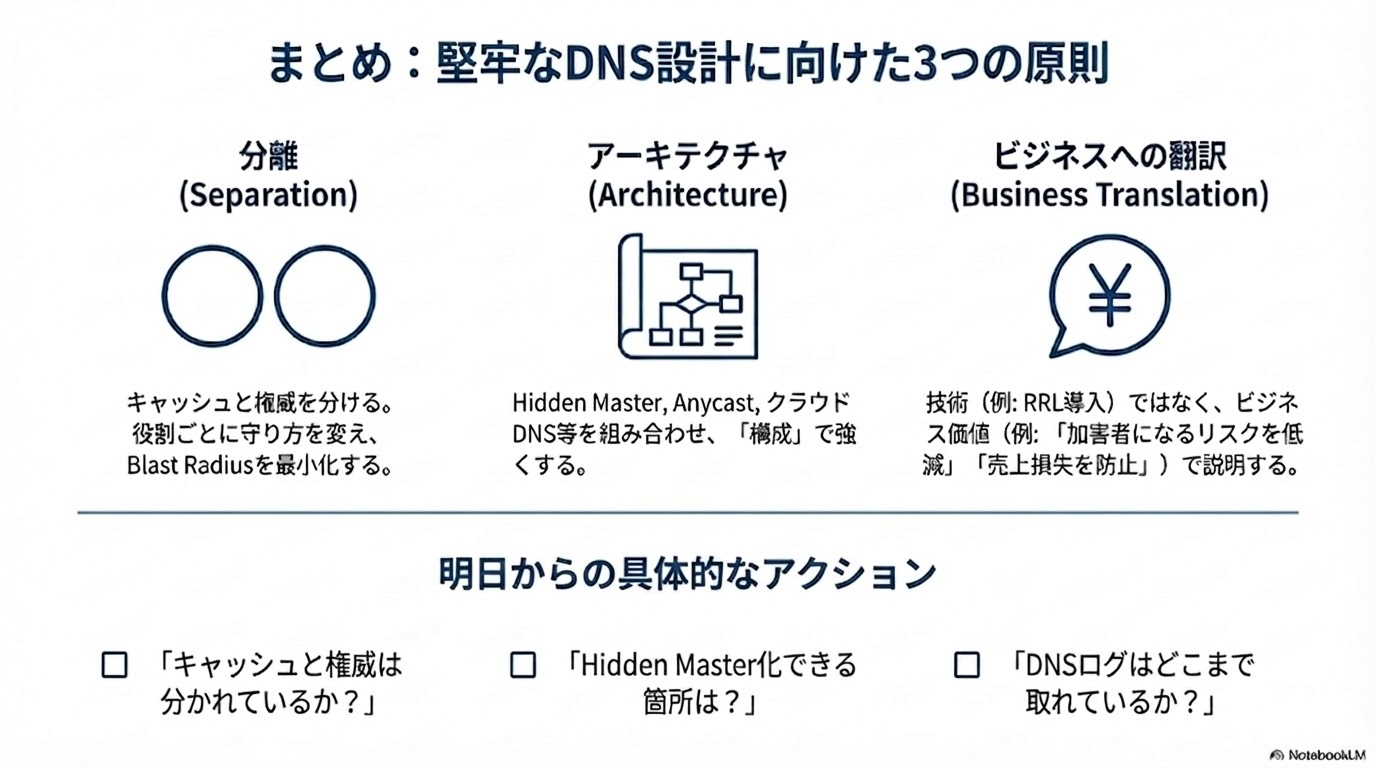 まとめ：堅牢なDNS設計に向けた3つの原則
分離
(Separation)
キャッシュと権威を分ける。
役割ごとに守り方を変え、
Blast Radiusを最小化する。
アーキテクチャ
(Architecture)
Hidden Master, Anycast, クラウド
DNS等を組み合わせ、「構成」で強
くする。
ビジネスへの翻訳
(Business Translation)
¥
技術（例: RRL導入）ではなく、ビジネ
ス価値（例: 「加害者になるリスクを低
減」「売上損失を防止」）で説明する。
明日からの具体的なアクション
「キャッシュと権威は
分かれているか？」
「Hidden Master化できる
箇所は？」
「DNSログはどこまで
取れているか？」
NotebookLM